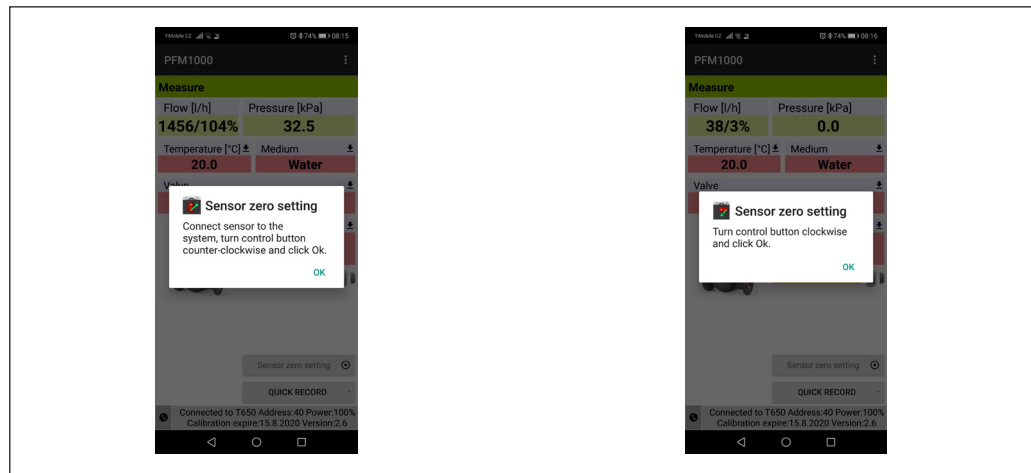 TMobile CZ 74% 08:15
PFM1000
Measure
Flow [l/h] Pressure [kPa]
1456/104% 32.5
Temperature [°C] Medium
20.0 Water
Valve
Sensor zero setting
Connect sensor to the
system, turn control button
counter-clockwise and click Ok.
OK
Sensor zero setting
QUICK RECORD
Connected to T650 Address:40 Power:100%
Calibration expire:15.8.2020 Version:2.6
TMobile CZ 74% 08:16
PFM1000
Measure
Flow [l/h] Pressure [kPa]
38/3% 0.0
Temperature [°C] Medium
20.0 Water
Valve
Sensor zero setting
Turn control button clockwise
and click Ok.
OK
Sensor zero setting
QUICK RECORD
Connected to T650 Address:40 Power:100%
Calibration expire:15.8.2020 Version:2.6